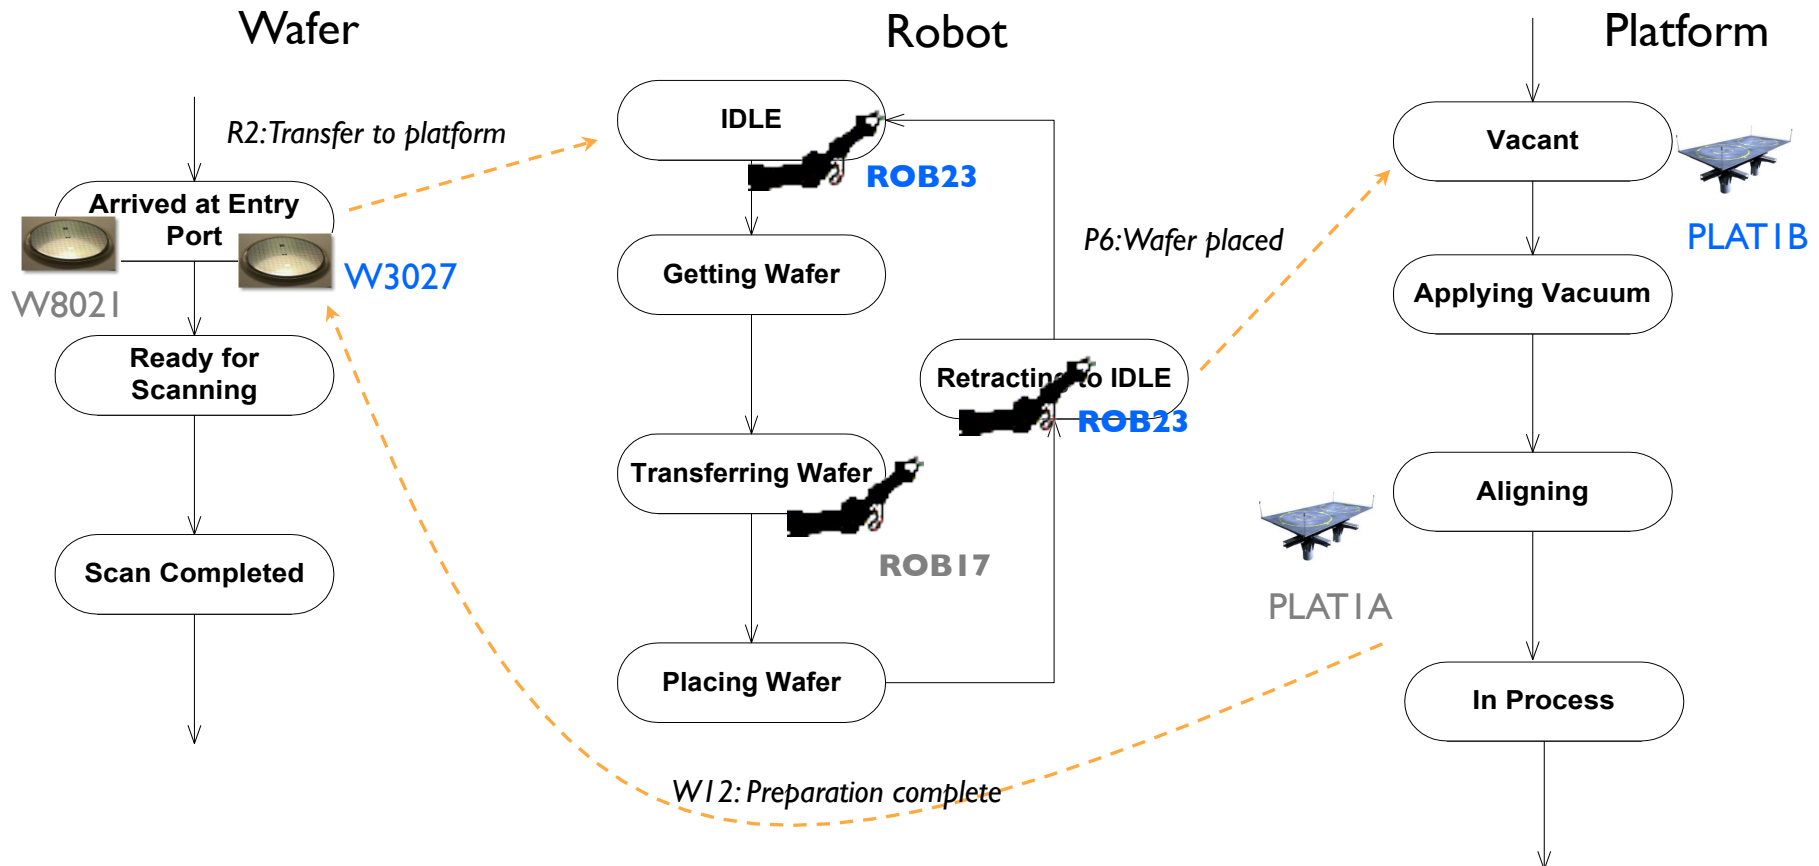 Wafer
Robot
Platform
R2: Transfer to platform
IDLE
ROB23
Vacant
PLAT1B
Arrived at Entry
Port
W8021
W3027
P6: Wafer placed
Getting Wafer
Applying Vacuum
Ready for
Scanning
Retracting to IDLE
ROB23
Transferring Wafer
ROB17
Aligning
PLAT1A
Scan Completed
Placing Wafer
In Process
W12: Preparation complete